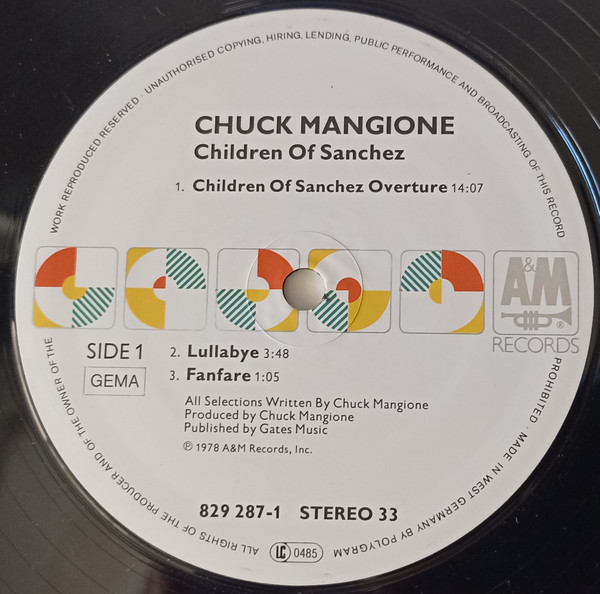 CHUCK MANGIONE
Children Of Sanchez
1. Children Of Sanchez Overture 14:07
A&M
®
RECORDS
SIDE 1
GEMA
2. Lullabye 3:48
3. Fanfare 1:05
All Selections Written By Chuck Mangione
Produced by Chuck Mangione
Published by Gates Music
℗ 1978 A&M Records, Inc.
829 287-1 STEREO 33
LC 0485
ALL RIGHTS OF THE PRODUCER AND OF THE OWNER OF THE WORK REPRODUCED RESERVED · UNAUTHORISED COPYING, HIRING, LENDING, PUBLIC PERFORMANCE AND BROADCASTING OF THIS RECORD PROHIBITED · MADE IN WEST GERMANY BY POLYGRAM